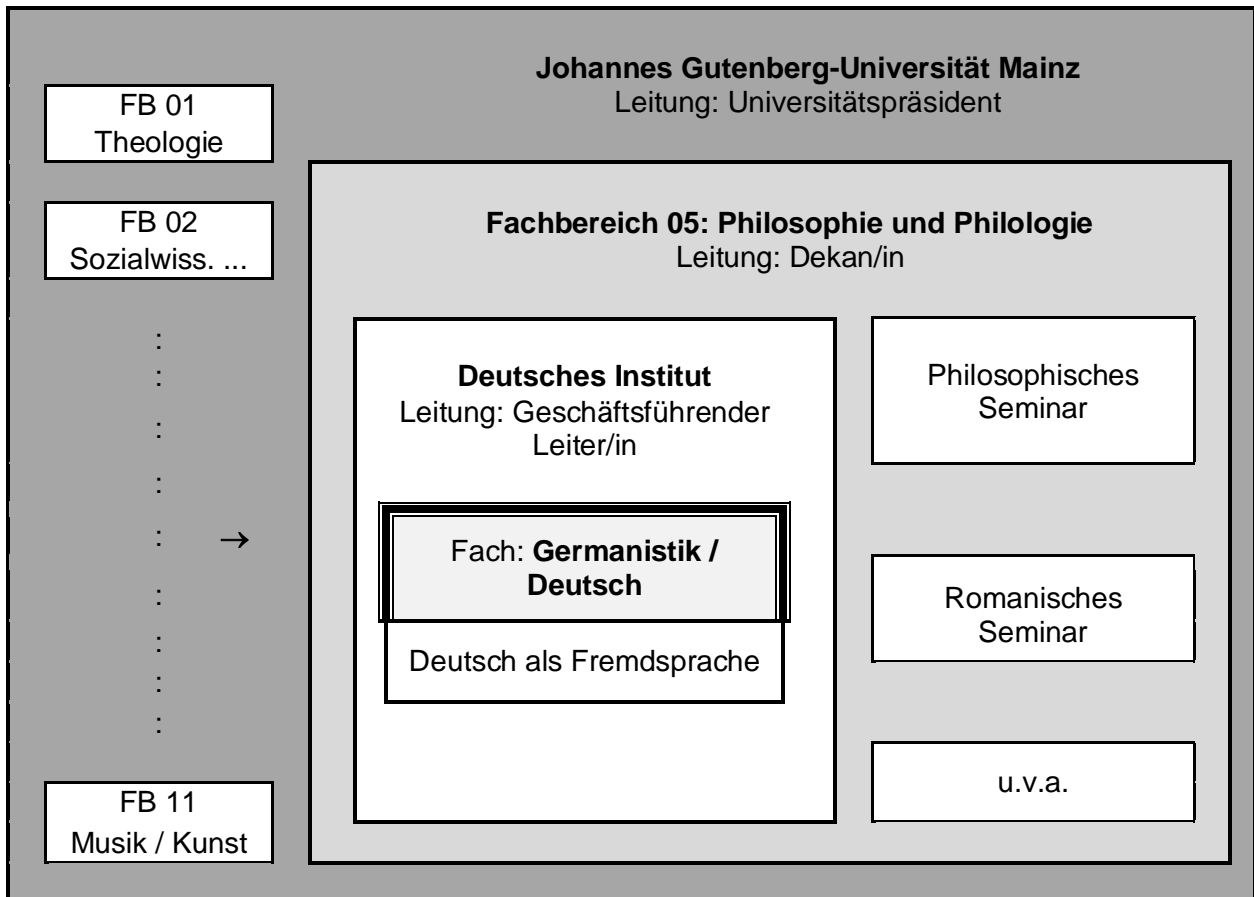 Johannes Gutenberg-Universität Mainz
Leitung: Universitätspräsident
FB 01
Theologie
FB 02
Sozialwiss. ...
:
:
:
:
: →
:
:
:
:
FB 11
Musik / Kunst
Fachbereich 05: Philosophie und Philologie
Leitung: Dekan/in
Deutsches Institut
Leitung: Geschäftsführender
Leiter/in
Fach: Germanistik /
Deutsch
Deutsch als Fremdsprache
Philosophisches
Seminar
Romanisches
Seminar
u.v.a.